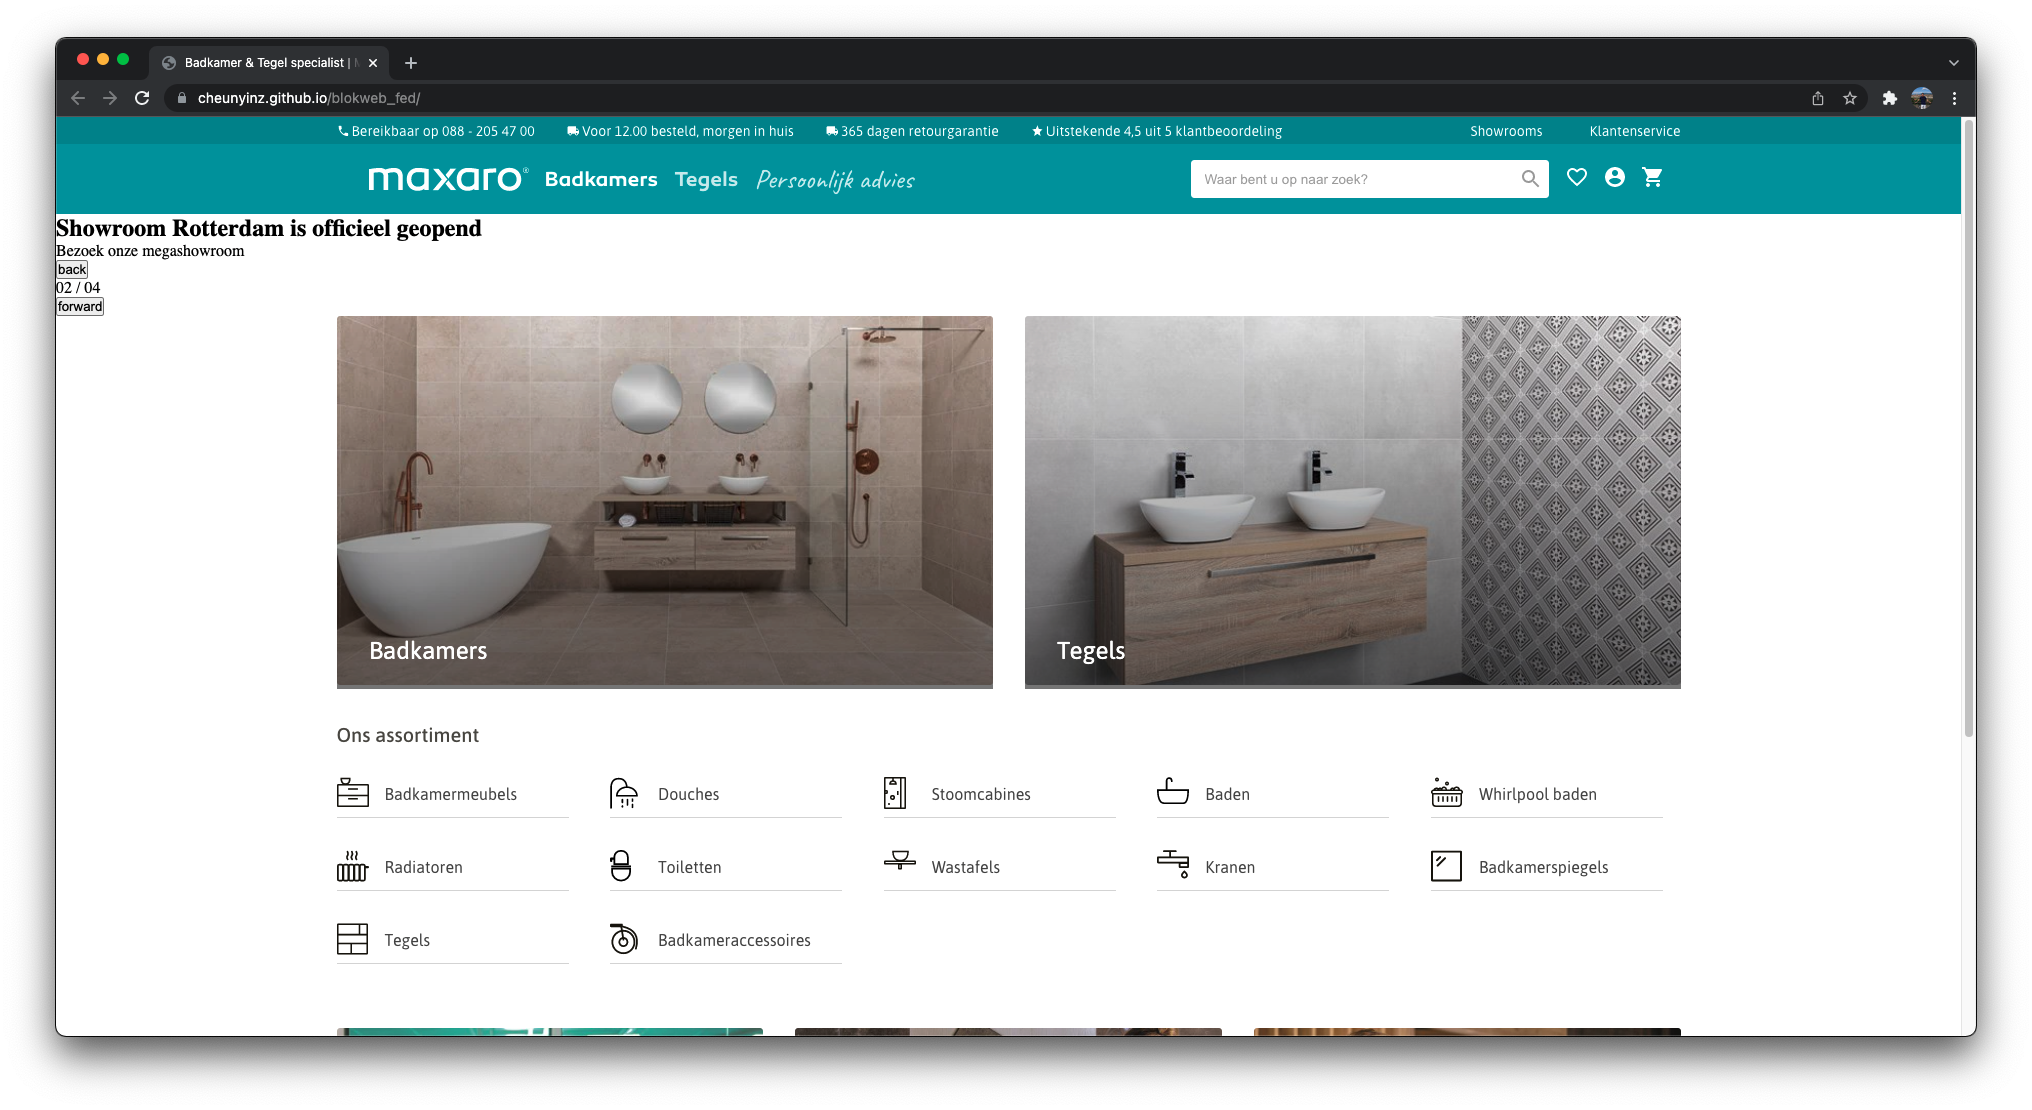 Badkamer & Tegel specialist |
cheunyinz.github.io/blokweb_fed/
Bereikbaar op 088 - 205 47 00
Voor 12.00 besteld, morgen in huis
365 dagen retourgarantie
Uitstekende 4,5 uit 5 klantbeoordeling
Showrooms
Klantenservice
maxaro®
Badkamers
Tegels
Persoonlijk advies
Waar bent u op naar zoek?
Showroom Rotterdam is officieel geopend
Bezoek onze megashowroom
back
02 / 04
forward
Badkamers
Tegels
Ons assortiment
Badkamermeubels
Douches
Stoomcabines
Baden
Whirlpool baden
Radiatoren
Toiletten
Wastafels
Kranen
Badkamerspiegels
Tegels
Badkameraccessoires